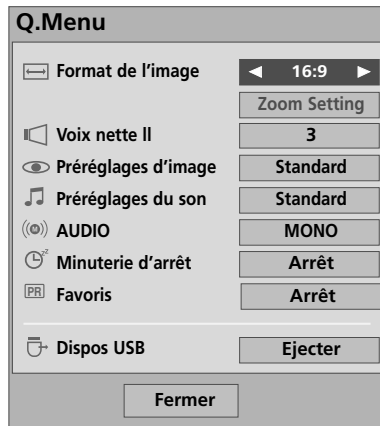 Q.Menu
Format de l'image ◄ 16:9 ►
Zoom Setting
Voix nette II 3
Préréglages d'image Standard
Préréglages du son Standard
AUDIO MONO
Minuterie d'arrêt Arrêt
PR Favoris Arrêt
Dispos USB Ejecter
Fermer